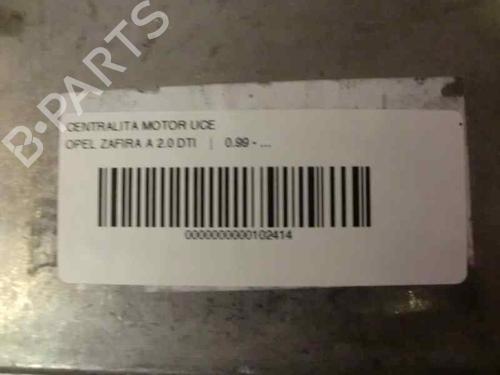 B-PARTS
CENTRALITA MOTOR UCE
OPEL ZAFIRA A 2.0 DTI | 0.99 - ...
0000000000102414